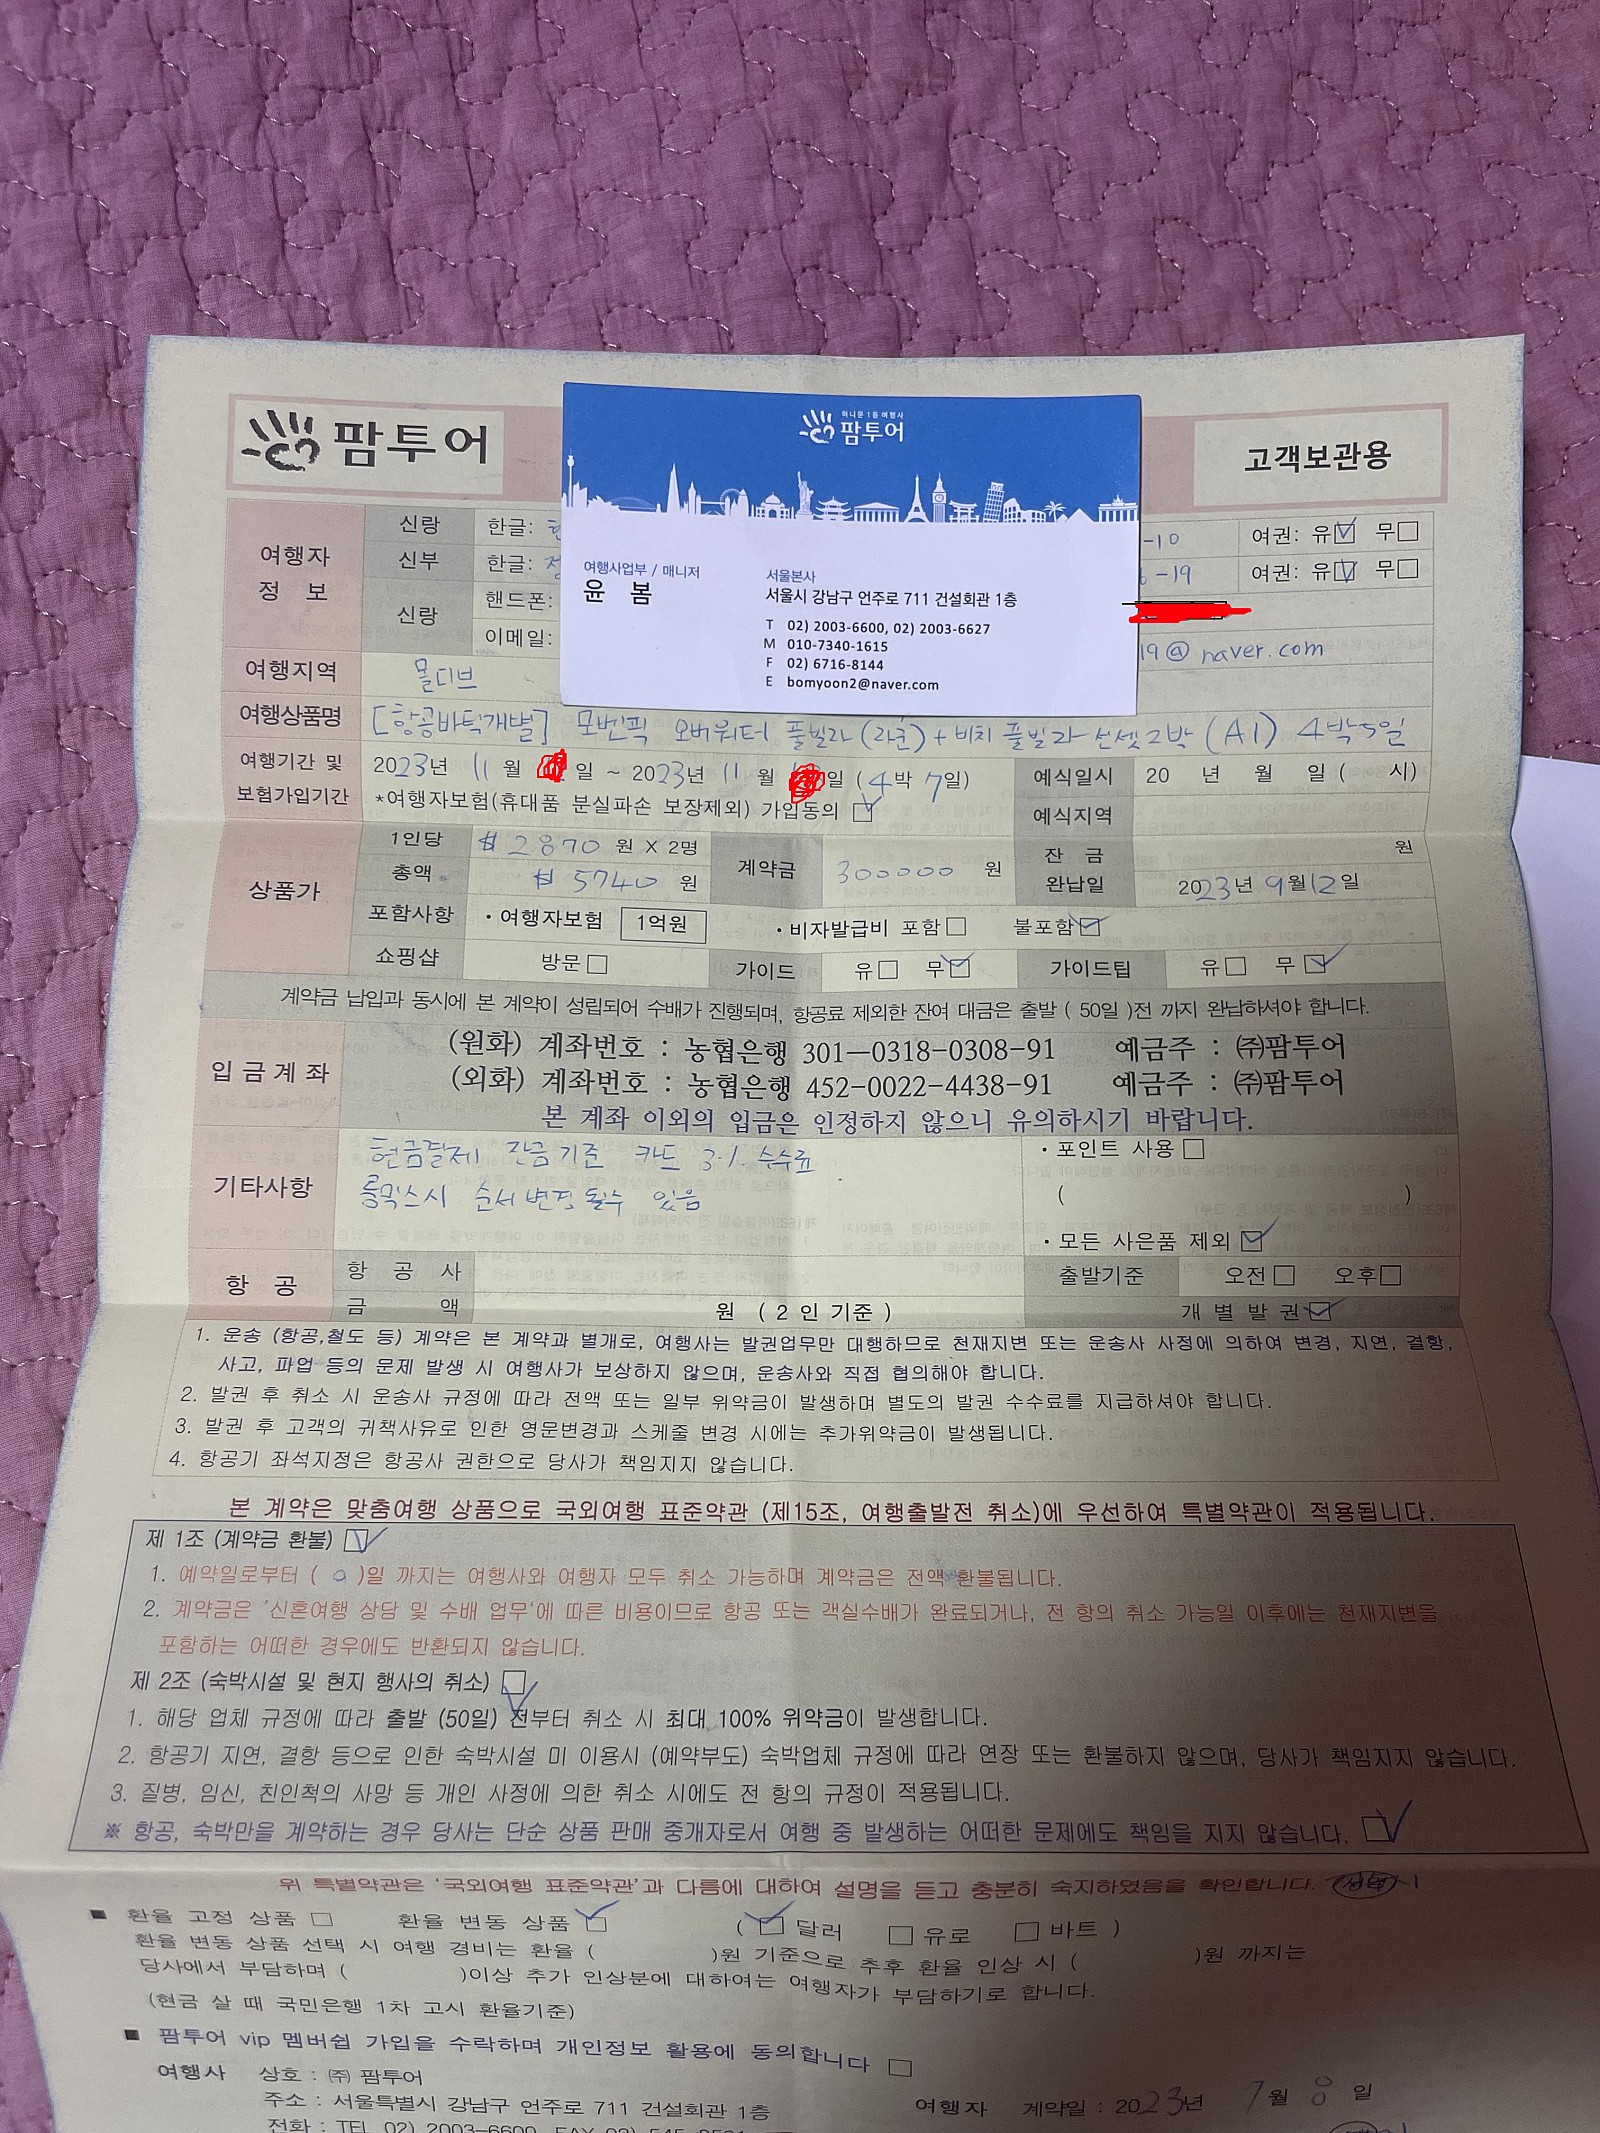 팜투어
고객보관용
허니문 1등 여행사
팜투어
여행사업부 / 매니저
윤 봄
서울본사
서울시 강남구 언주로 711 건설회관 1층
T 02) 2003-6600, 02) 2003-6627
M 010-7340-1615
F 02) 6716-8144
E bomyoon2@naver.com
여행자 정 보
신랑 한글: -10 여권: 유 무
신부 한글: 정 -19 여권: 유 무
신랑 핸드폰:
이메일: 19@naver.com
여행지역 몰디브
여행상품명 [항공바틱개별] 모벤픽 오버워터 풀빌라(라군)+비치 풀빌라 선셋2박 (AI) 4박5일
여행기간 및 보험가입기간 2023년 11월 일 ~ 2023년 11월 일 (4박 7일) 예식일시 20 년 월 일 ( 시)
*여행자보험(휴대품 분실파손 보장제외) 가입동의 예식지역
상품가 1인당 $2870 원 X 2명 계약금 300000 원 잔 금 원
총액 $5740 원 완납일 2023년 9월12일
포함사항 ·여행자보험 1억원 ·비자발급비 포함 불포함
쇼핑샵 방문 가이드 유 무 가이드팁 유 무
계약금 납입과 동시에 본 계약이 성립되어 수배가 진행되며, 항공료 제외한 잔여 대금은 출발 ( 50일 )전 까지 완납하셔야 합니다.
입금계좌 (원화) 계좌번호 : 농협은행 301-0318-0308-91 예금주 : ㈜팜투어
(외화) 계좌번호 : 농협은행 452-0022-4438-91 예금주 : ㈜팜투어
본 계좌 이외의 입금은 인정하지 않으니 유의하시기 바랍니다.
기타사항 현금결제 잔금기준 카드 3% 수수료 ·포인트 사용
룸믹스시 순서변경 될수 있음 ( )
·모든 사은품 제외
항 공 항 공 사 출발기준 오전 오후
금 액 원 ( 2 인 기준 ) 개 별 발 권
1. 운송 (항공,철도 등) 계약은 본 계약과 별개로, 여행사는 발권업무만 대행하므로 천재지변 또는 운송사 사정에 의하여 변경, 지연, 결항,
사고, 파업 등의 문제 발생 시 여행사가 보상하지 않으며, 운송사와 직접 협의해야 합니다.
2. 발권 후 취소 시 운송사 규정에 따라 전액 또는 일부 위약금이 발생하며 별도의 발권 수수료를 지급하셔야 합니다.
3. 발권 후 고객의 귀책사유로 인한 영문변경과 스케줄 변경 시에는 추가위약금이 발생됩니다.
4. 항공기 좌석지정은 항공사 권한으로 당사가 책임지지 않습니다.
본 계약은 맞춤여행 상품으로 국외여행 표준약관 (제15조, 여행출발전 취소)에 우선하여 특별약관이 적용됩니다.
제 1조 (계약금 환불)
1. 예약일로부터 ( 0 )일 까지는 여행사와 여행자 모두 취소 가능하며 계약금은 전액 환불됩니다.
2. 계약금은 '신혼여행 상담 및 수배 업무'에 따른 비용이므로 항공 또는 객실수배가 완료되거나, 전 항의 취소 가능일 이후에는 천재지변을
포함하는 어떠한 경우에도 반환되지 않습니다.
제 2조 (숙박시설 및 현지 행사의 취소)
1. 해당 업체 규정에 따라 출발 (50일) 전부터 취소 시 최대 100% 위약금이 발생합니다.
2. 항공기 지연, 결항 등으로 인한 숙박시설 미 이용시 (예약부도) 숙박업체 규정에 따라 연장 또는 환불하지 않으며, 당사가 책임지지 않습니다.
3. 질병, 임신, 친인척의 사망 등 개인 사정에 의한 취소 시에도 전 항의 규정이 적용됩니다.
※ 항공, 숙박만을 계약하는 경우 당사는 단순 상품 판매 중개자로서 여행 중 발생하는 어떠한 문제에도 책임을 지지 않습니다.
위 특별약관은 '국외여행 표준약관'과 다름에 대하여 설명을 듣고 충분히 숙지하였음을 확인합니다.
■ 환율 고정 상품 환율 변동 상품 ( 달러 유로 바트 )
환율 변동 상품 선택 시 여행 경비는 환율 ( )원 기준으로 추후 환율 인상 시 ( )원 까지는
당사에서 부담하며 ( )이상 추가 인상분에 대하여는 여행자가 부담하기로 합니다.
(현금 살 때 국민은행 1차 고시 환율기준)
■ 팜투어 vip 멤버쉽 가입을 수락하며 개인정보 활용에 동의합니다
여행사 상호 : ㈜ 팜투어
주소 : 서울특별시 강남구 언주로 711 건설회관 1층 여행자 계약일 : 2023년 7월 8일
전화 : TEL 02) 2003-6600